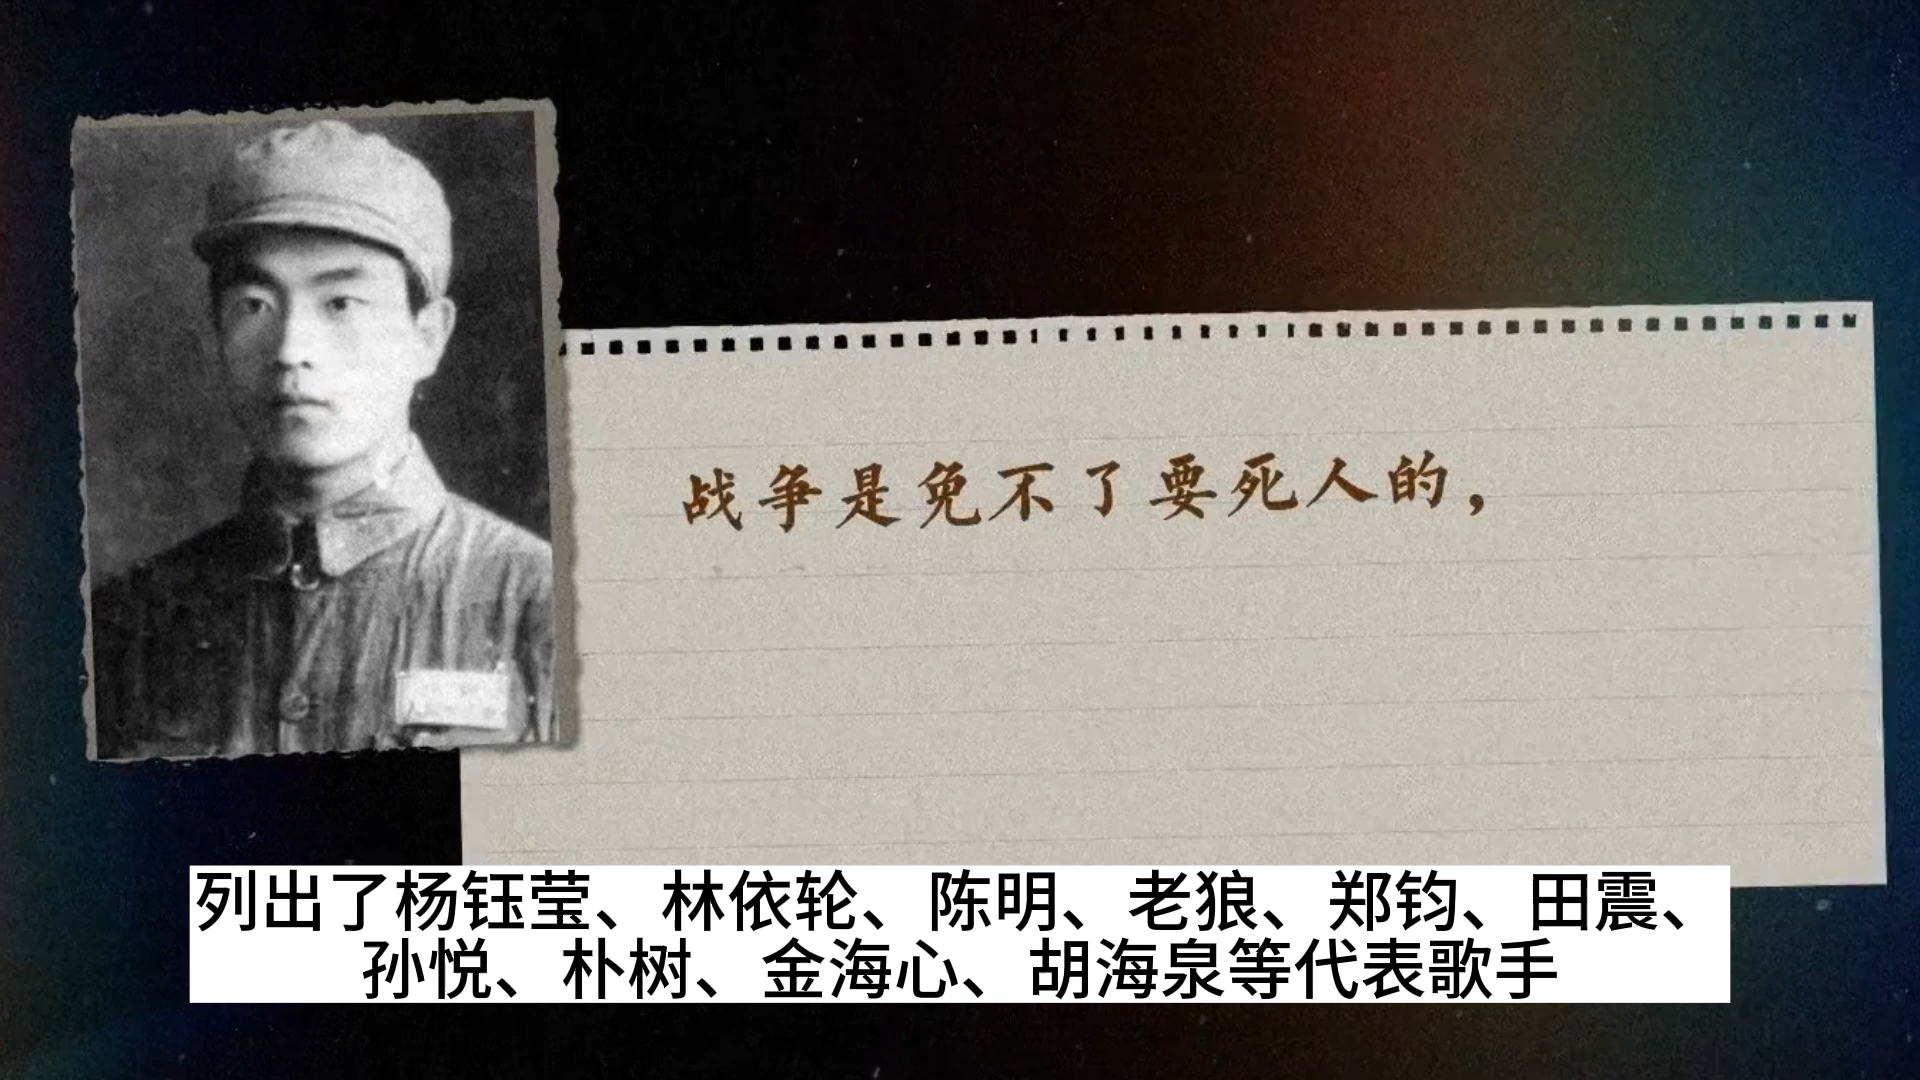 战争是免不了要死人的，
列出了杨钰莹、林依轮、陈明、老狼、郑钧、田震、
孙悦、朴树、金海心、胡海泉等代表歌手